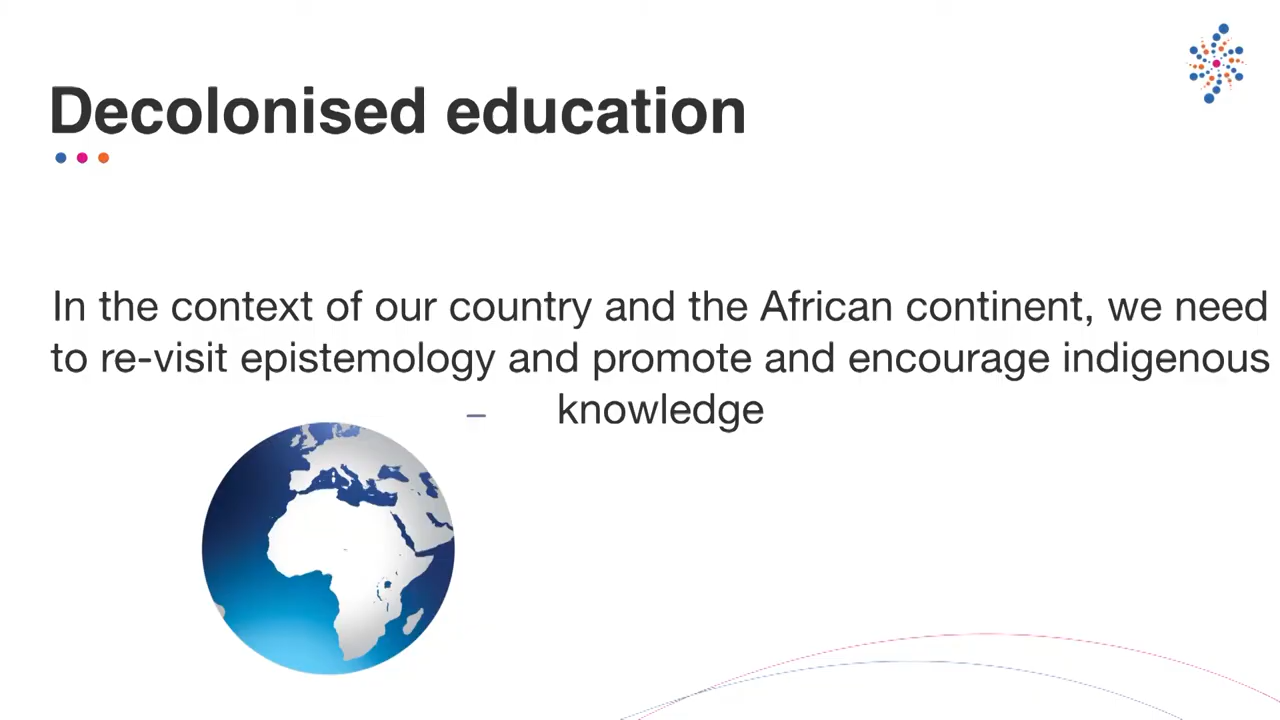 Decolonised education
In the context of our country and the African continent, we need
to re-visit epistemology and promote and encourage indigenous
knowledge